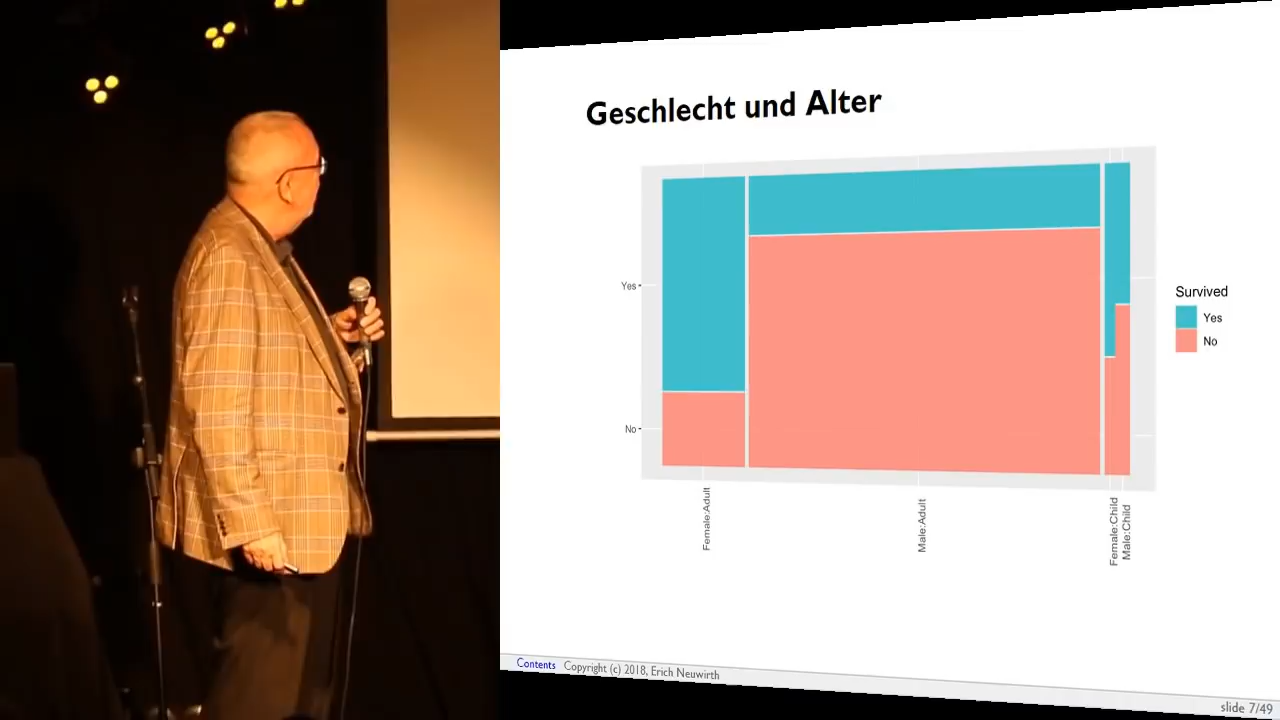 Geschlecht und Alter
Yes
No
Female:Adult
Male:Adult
Female:Child
Male:Child
Survived
Yes
No
Contents Copyright (c) 2018, Erich Neuwirth
slide 7/49